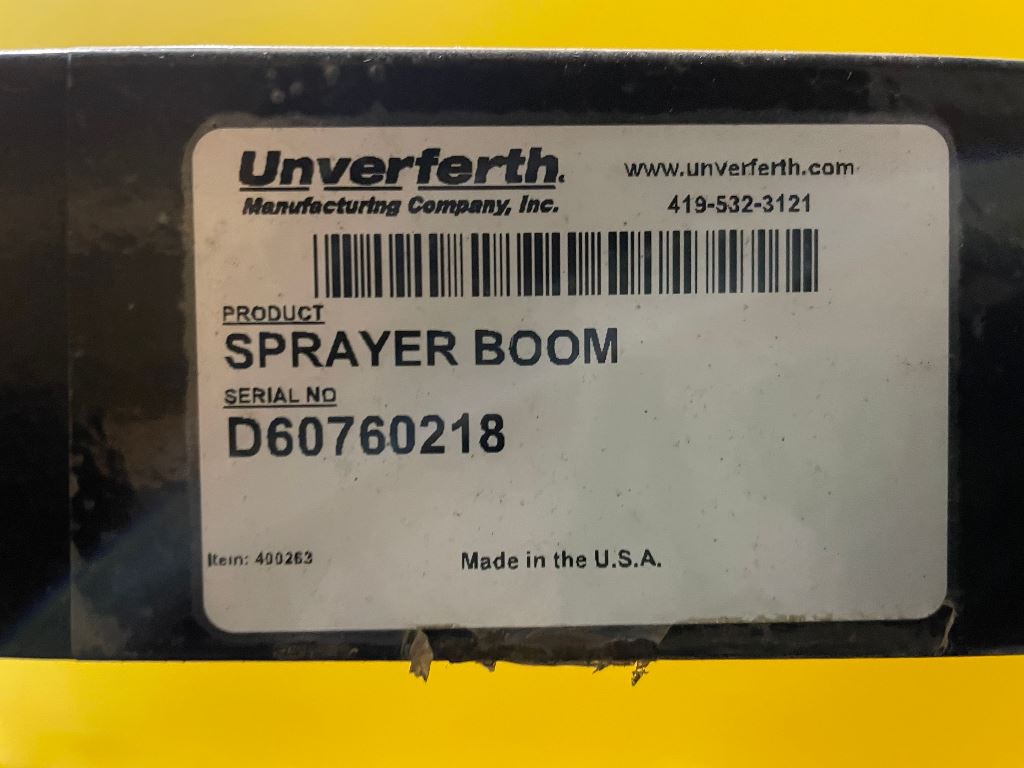 Unverferth.
www.unverferth.com
Manufacturing Company, Inc.
419-532-3121
PRODUCT
SPRAYER BOOM
SERIAL NO
D60760218
Item: 400263
Made in the U.S.A.